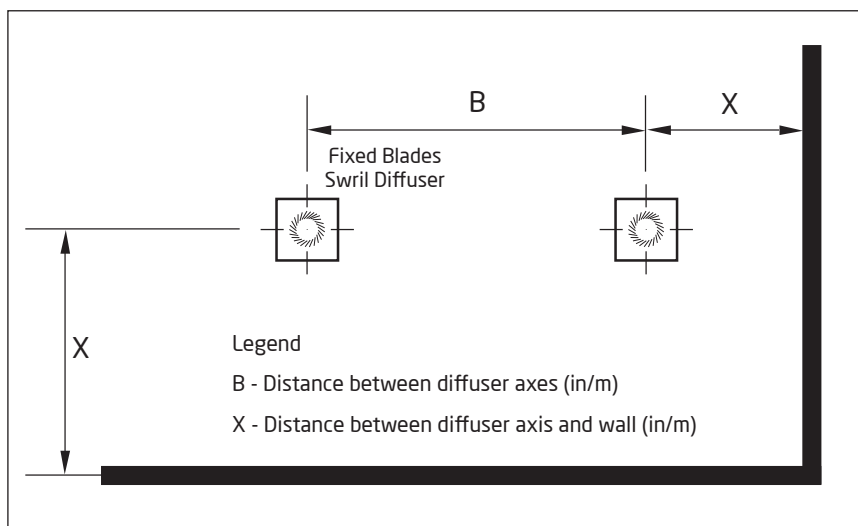 B
X
Fixed Blades
Swril Diffuser
X
Legend
B - Distance between diffuser axes (in/m)
X - Distance between diffuser axis and wall (in/m)